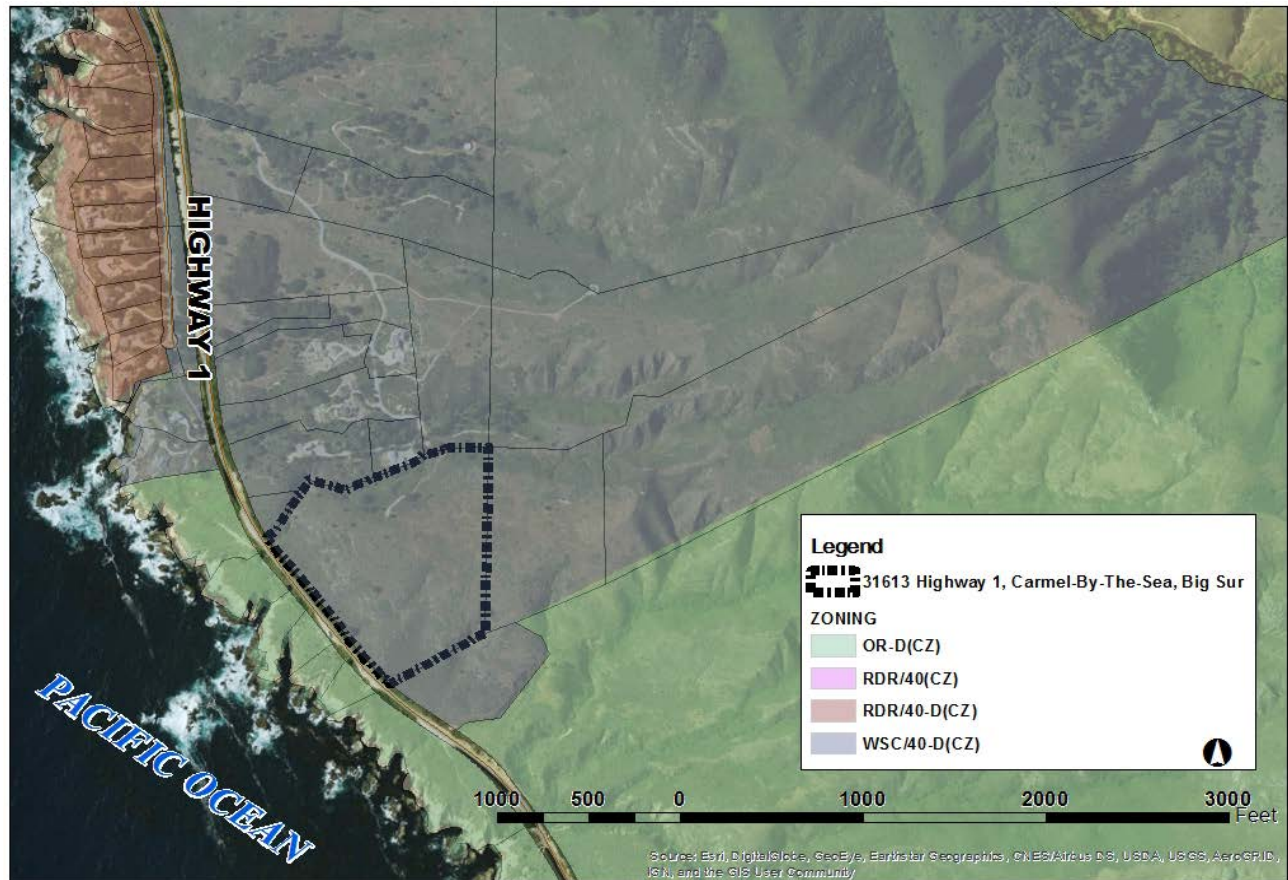 HIGHWAY 1
PACIFIC OCEAN
Legend
31613 Highway 1, Carmel-By-The-Sea, Big Sur
ZONING
OR-D(CZ)
RDR/40(CZ)
RDR/40-D(CZ)
WSC/40-D(CZ)
1000 500 0 1000 2000 3000
Feet
Source: Esri, DigitalGlobe, GeoEye, Earthstar Geographics, CNES/Airbus DS, USDA, USGS, AeroGRID,
IGN, and the GIS User Community